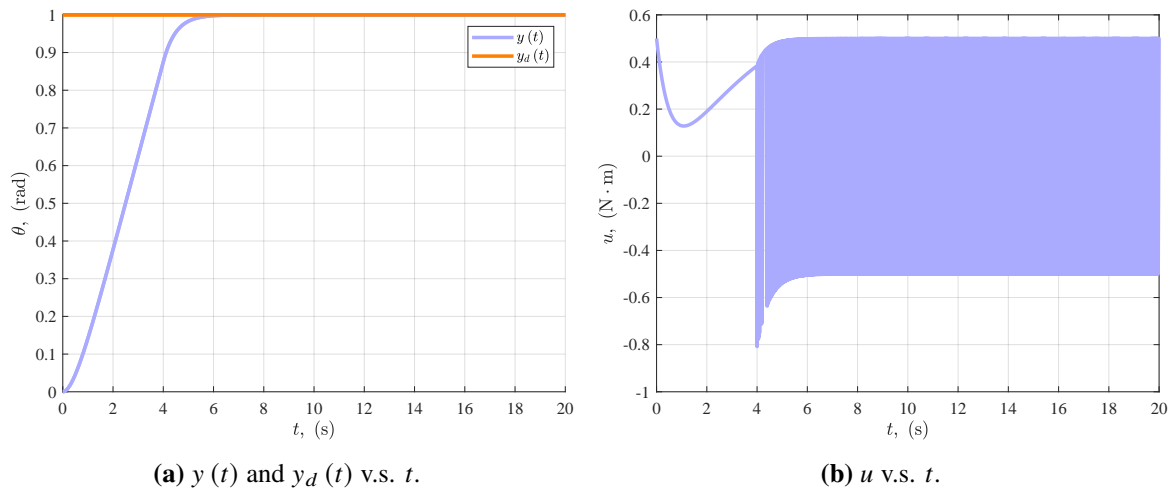 1
0.9
0.8
0.7
0.6
0.5
0.4
0.3
0.2
0.1
0
θ, (rad)
y (t)
y_d (t)
0 2 4 6 8 10 12 14 16 18 20
t, (s)
(a) y (t) and y_d (t) v.s. t.
0.6
0.4
0.2
0
-0.2
-0.4
-0.6
-0.8
-1
u, (N · m)
0 2 4 6 8 10 12 14 16 18 20
t, (s)
(b) u v.s. t.